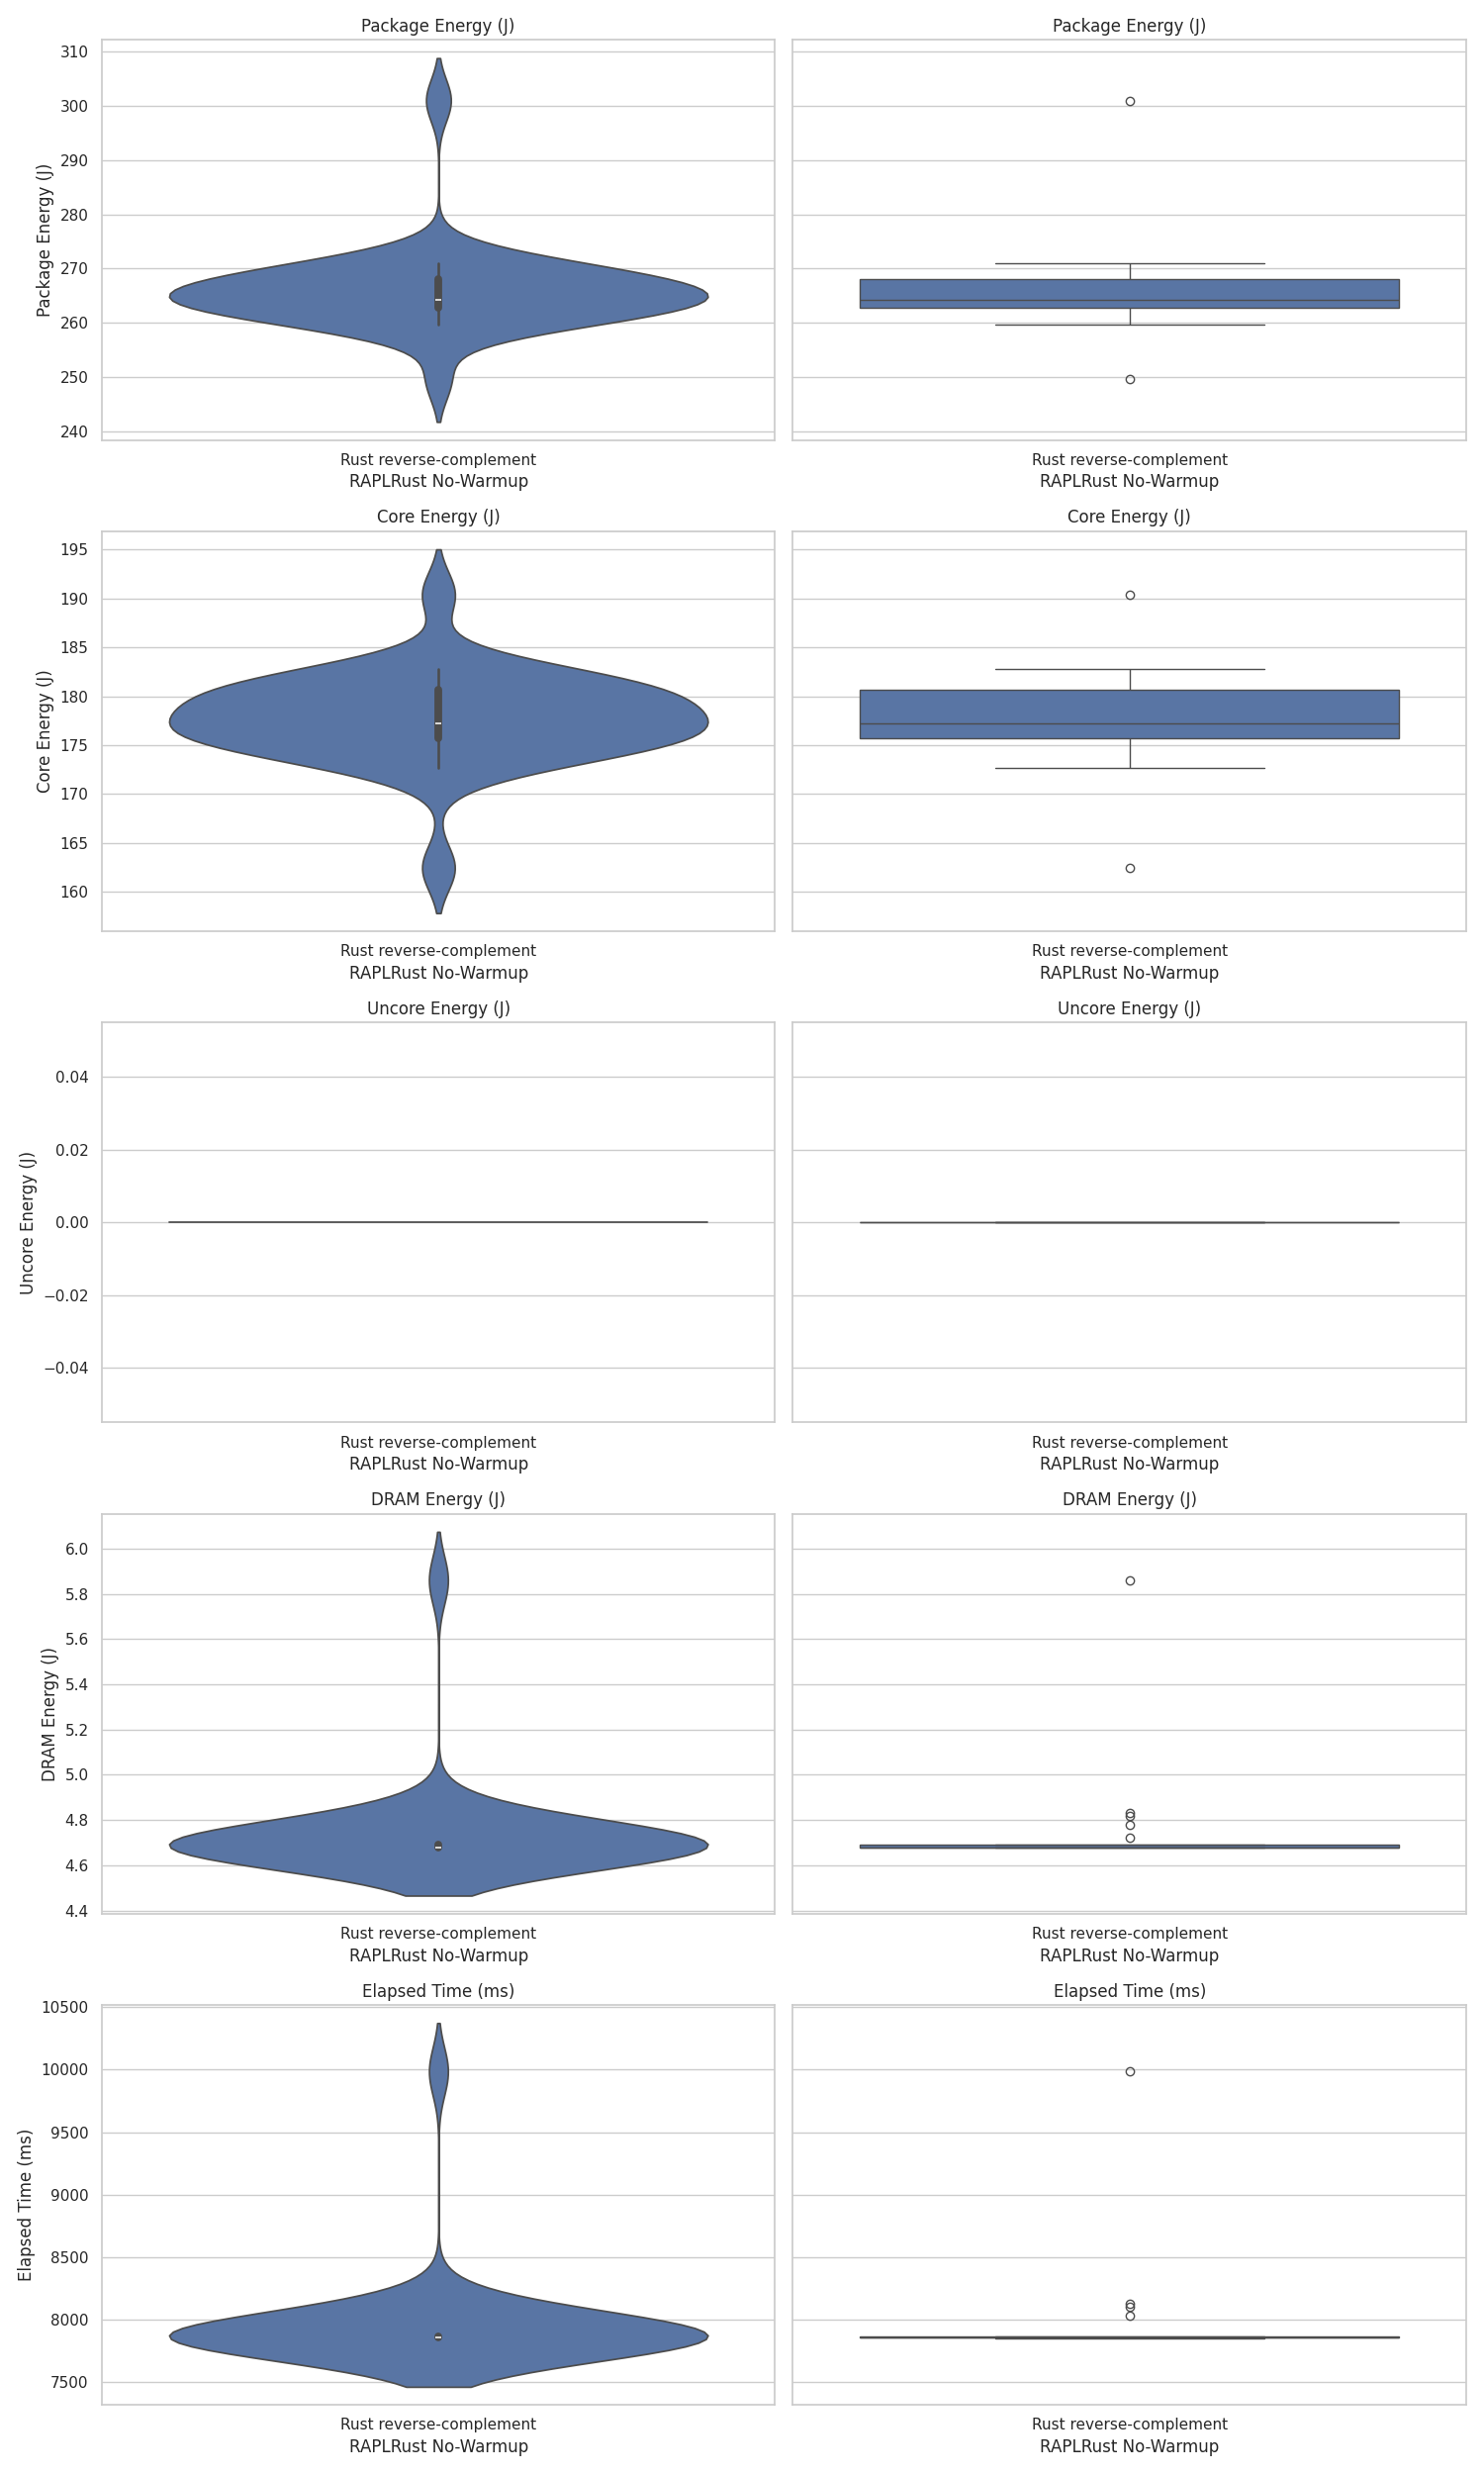 Package Energy (J)
Package Energy (J)
310
300
290
280
270
260
250
240
Package Energy (J)
Rust reverse-complement
RAPLRust No-Warmup
Rust reverse-complement
RAPLRust No-Warmup
Core Energy (J)
Core Energy (J)
195
190
185
180
175
170
165
160
Core Energy (J)
Rust reverse-complement
RAPLRust No-Warmup
Rust reverse-complement
RAPLRust No-Warmup
Uncore Energy (J)
Uncore Energy (J)
0.04
0.02
0.00
−0.02
−0.04
Uncore Energy (J)
Rust reverse-complement
RAPLRust No-Warmup
Rust reverse-complement
RAPLRust No-Warmup
DRAM Energy (J)
DRAM Energy (J)
6.0
5.8
5.6
5.4
5.2
5.0
4.8
4.6
4.4
DRAM Energy (J)
Rust reverse-complement
RAPLRust No-Warmup
Rust reverse-complement
RAPLRust No-Warmup
Elapsed Time (ms)
Elapsed Time (ms)
10500
10000
9500
9000
8500
8000
7500
Elapsed Time (ms)
Rust reverse-complement
RAPLRust No-Warmup
Rust reverse-complement
RAPLRust No-Warmup